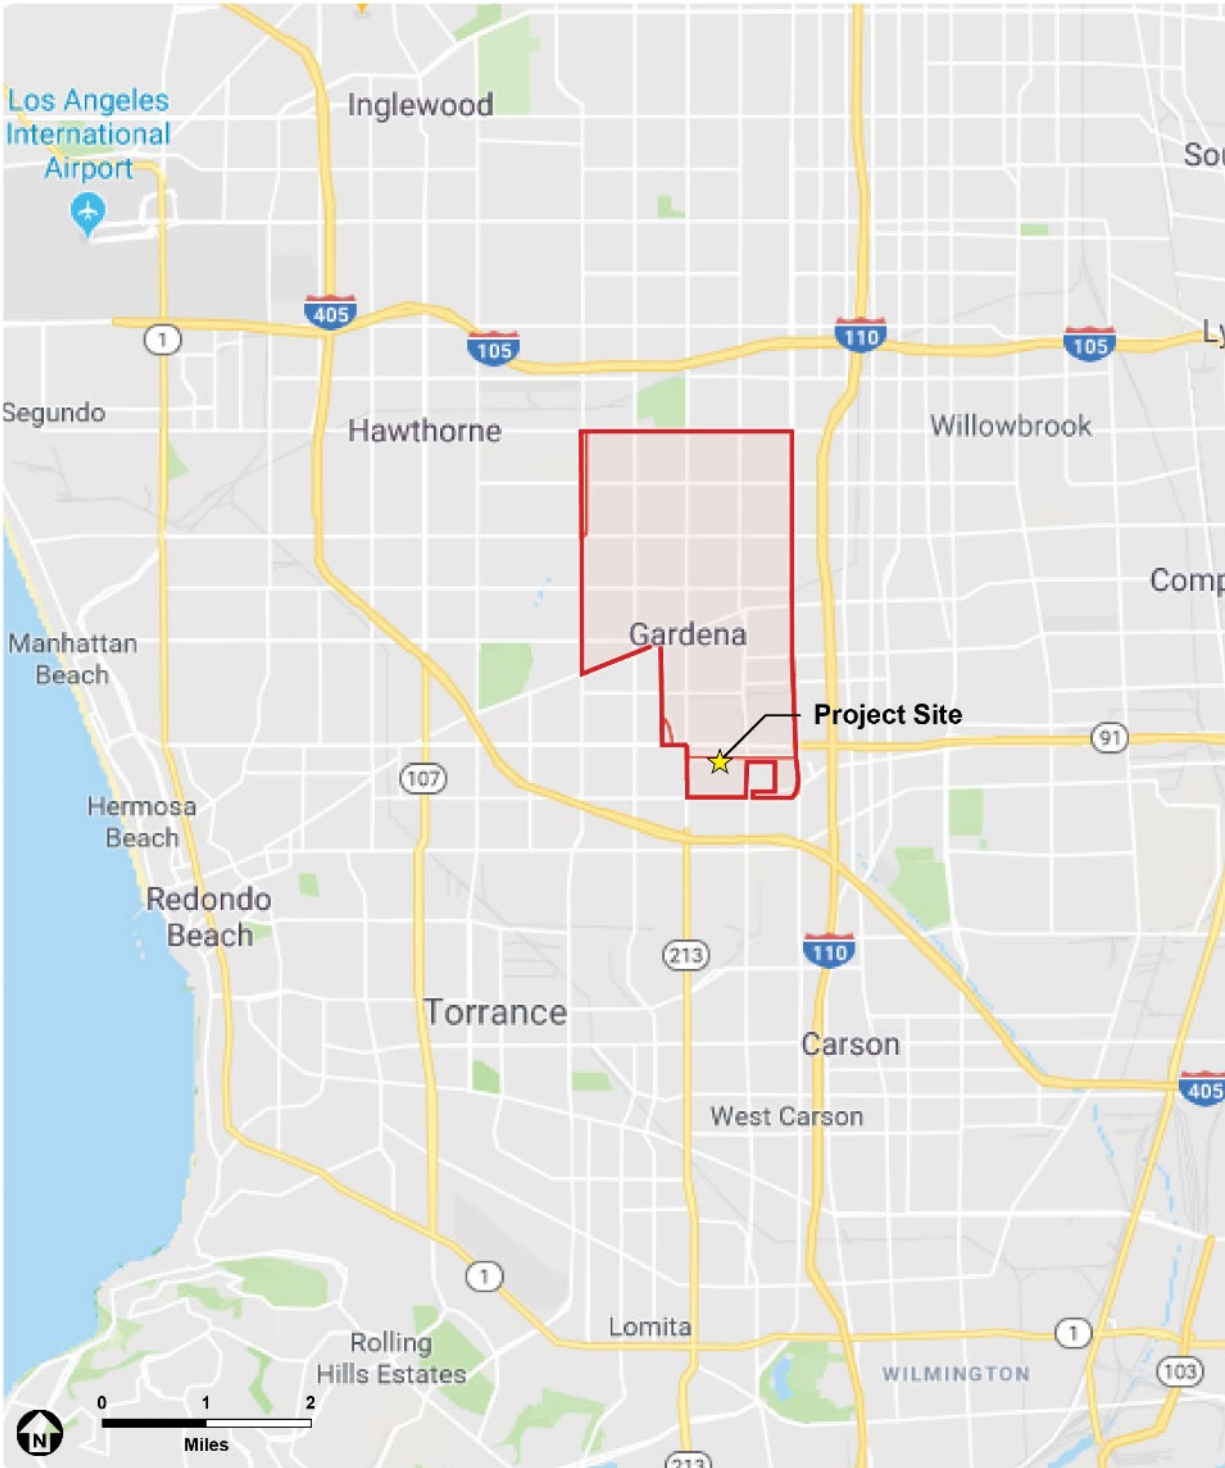 Los Angeles
International
Airport
Inglewood
Sou
405
1
105
110
105
Ly
Segundo
Hawthorne
Willowbrook
Comp
Gardena
Manhattan
Beach
Project Site
91
107
Hermosa
Beach
Redondo
Beach
213
110
Torrance
Carson
405
West Carson
1
Lomita
1
Rolling
Hills Estates
WILMINGTON
103
0 1 2
Miles
N
213